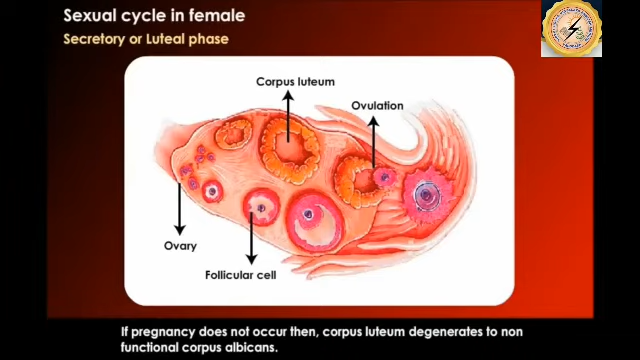 Sexual cycle in female
Secretory or Luteal phase
Corpus luteum
Ovulation
Ovary
Follicular cell
If pregnancy does not occur then, corpus luteum degenerates to non
functional corpus albicans.